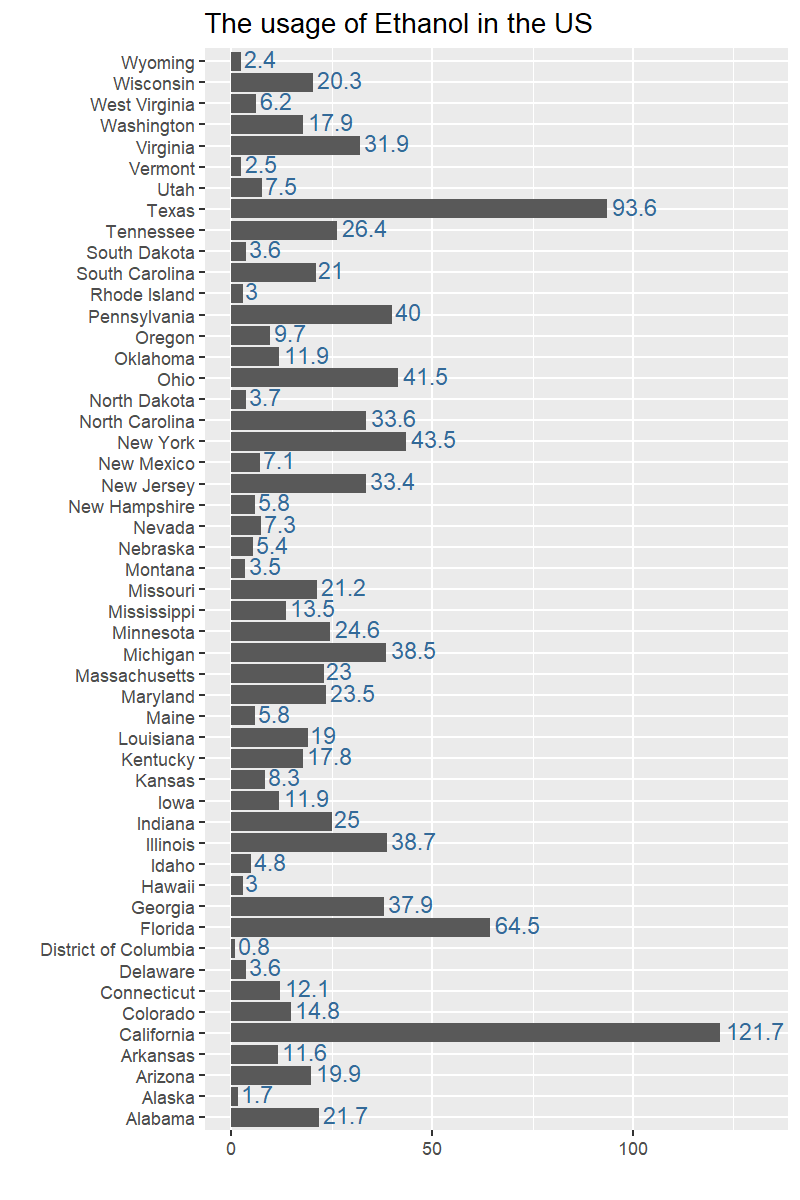 The usage of Ethanol in the US
Wyoming 2.4
Wisconsin 20.3
West Virginia 6.2
Washington 17.9
Virginia 31.9
Vermont 2.5
Utah 7.5
Texas 93.6
Tennessee 26.4
South Dakota 3.6
South Carolina 21
Rhode Island 3
Pennsylvania 40
Oregon 9.7
Oklahoma 11.9
Ohio 41.5
North Dakota 3.7
North Carolina 33.6
New York 43.5
New Mexico 7.1
New Jersey 33.4
New Hampshire 5.8
Nevada 7.3
Nebraska 5.4
Montana 3.5
Missouri 21.2
Mississippi 13.5
Minnesota 24.6
Michigan 38.5
Massachusetts 23
Maryland 23.5
Maine 5.8
Louisiana 19
Kentucky 17.8
Kansas 8.3
Iowa 11.9
Indiana 25
Illinois 38.7
Idaho 4.8
Hawaii 3
Georgia 37.9
Florida 64.5
District of Columbia 0.8
Delaware 3.6
Connecticut 12.1
Colorado 14.8
California 121.7
Arkansas 11.6
Arizona 19.9
Alaska 1.7
Alabama 21.7
0 50 100